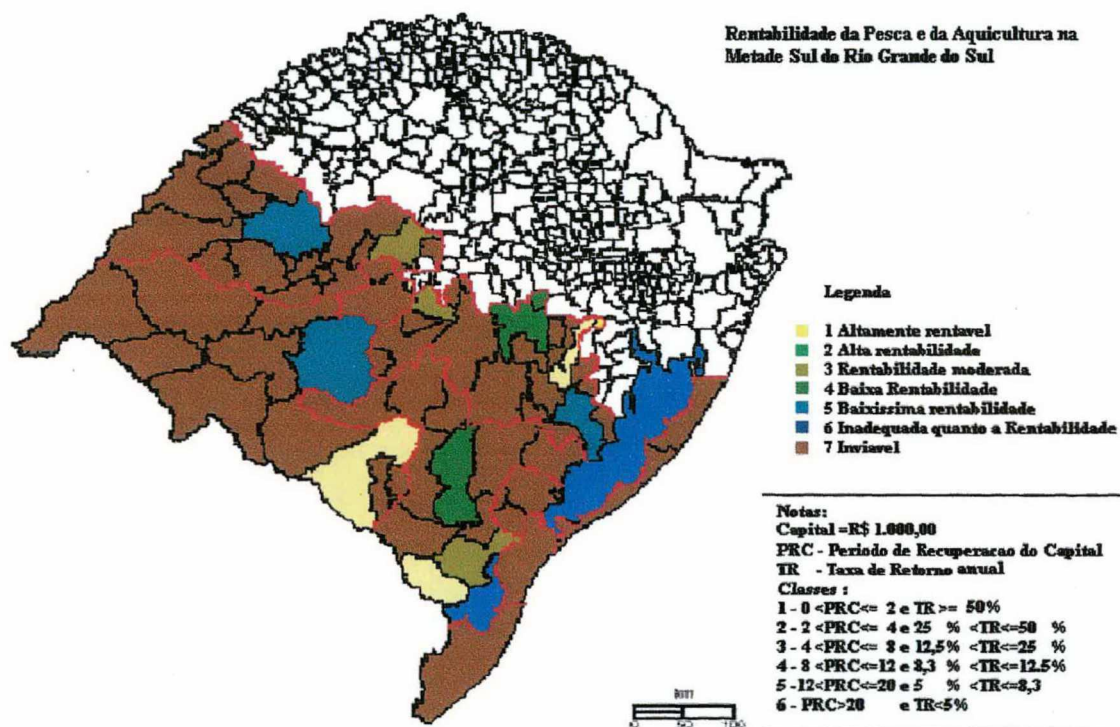 Rentabilidade da Pesca e da Aquicultura na
Metade Sul do Rio Grande do Sul
Legenda
1 Altamente rentavel
2 Alta rentabilidade
3 Rentabilidade moderada
4 Baixa Rentabilidade
5 Baixissima rentabilidade
6 Inadequada quanto a Rentabilidade
7 Inviavel
Notas:
Capital =R$ 1.000,00
PRC - Periodo de Recuperacao do Capital
TR - Taxa de Retorno anual
Classes :
1 - 0 <PRC<= 2 e TR >= 50%
2 - 2 <PRC<= 4 e 25 % <TR<=50 %
3 - 4 <PRC<= 8 e 12,5% <TR<=25 %
4 - 8 <PRC<=12 e 8,3 % <TR<=12.5%
5 -12<PRC<=20 e 5 % <TR<=8,3
6 - PRC>20 e TR<5%